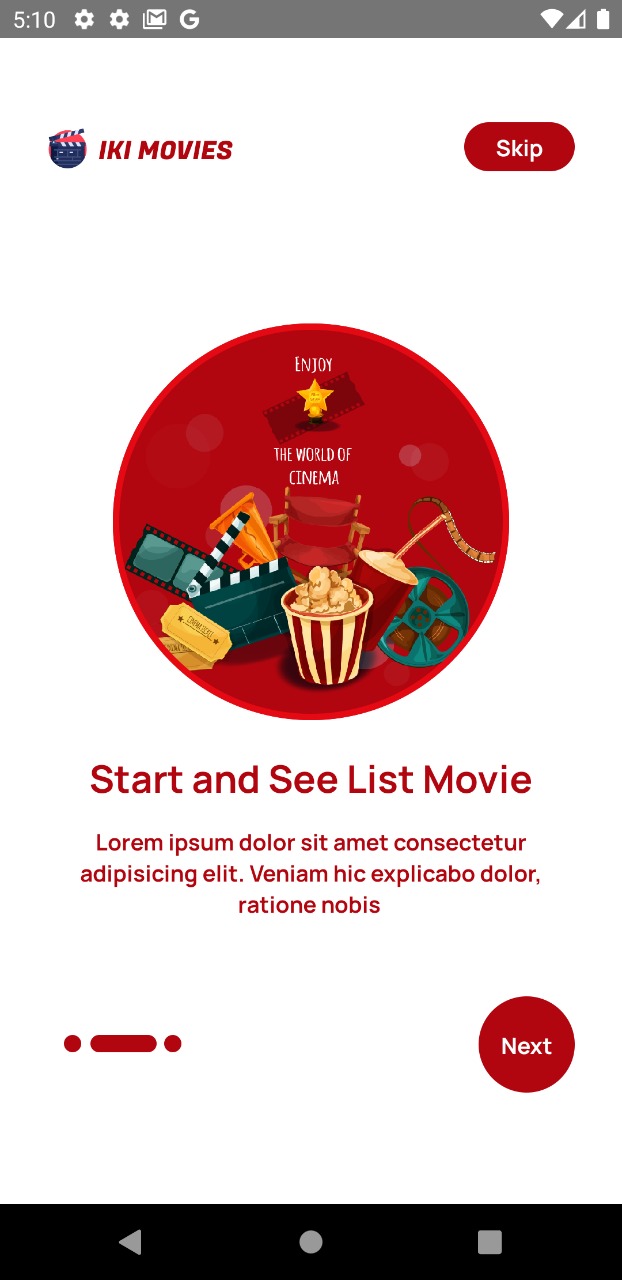 5:10
IKI MOVIES
Skip
ENJOY
THE WORLD OF
CINEMA
Start and See List Movie
Lorem ipsum dolor sit amet consectetur
adipisicing elit. Veniam hic explicabo dolor,
ratione nobis
Next